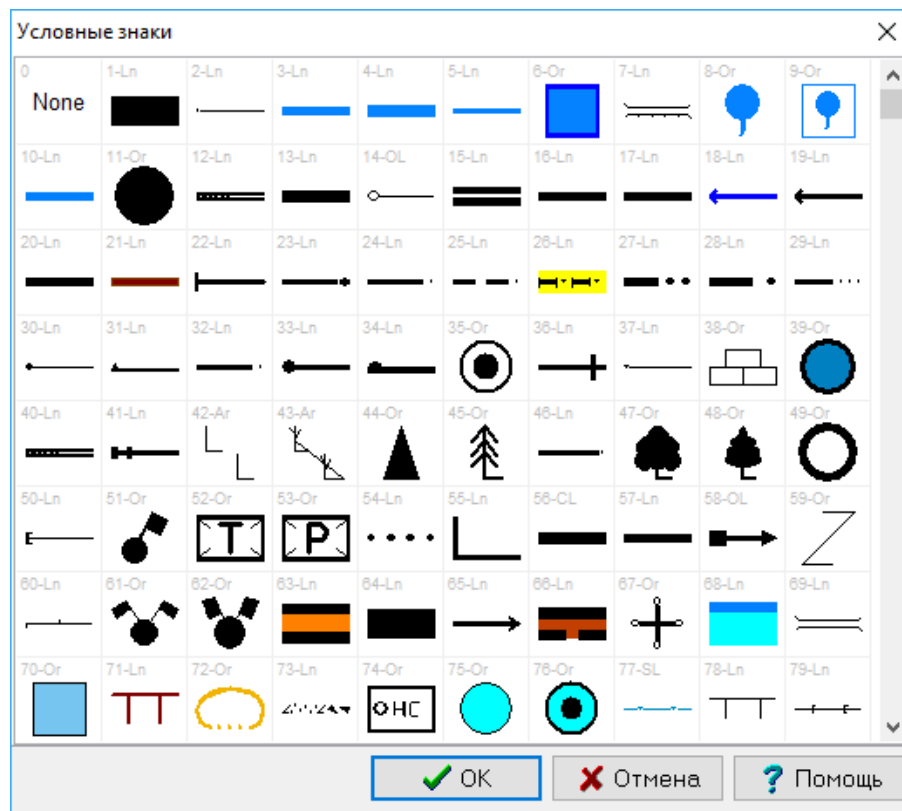 Условные знаки
0 1-Ln 2-Ln 3-Ln 4-Ln 5-Ln 6-Or 7-Ln 8-Or 9-Or
None
10-Ln 11-Or 12-Ln 13-Ln 14-OL 15-Ln 16-Ln 17-Ln 18-Ln 19-Ln
20-Ln 21-Ln 22-Ln 23-Ln 24-Ln 25-Ln 26-Ln 27-Ln 28-Ln 29-Ln
30-Ln 31-Ln 32-Ln 33-Ln 34-Ln 35-Or 36-Ln 37-Ln 38-Or 39-Or
40-Ln 41-Ln 42-Ar 43-Ar 44-Or 45-Or 46-Ln 47-Or 48-Or 49-Or
50-Ln 51-Or 52-Or 53-Or 54-Ln 55-Ln 56-CL 57-Ln 58-OL 59-Or
T P
60-Ln 61-Or 62-Or 63-Ln 64-Ln 65-Ln 66-Ln 67-Or 68-Ln 69-Ln
70-Or 71-Ln 72-Or 73-Ln 74-Or 75-Or 76-Or 77-SL 78-Ln 79-Ln
НС
ОК Отмена Помощь